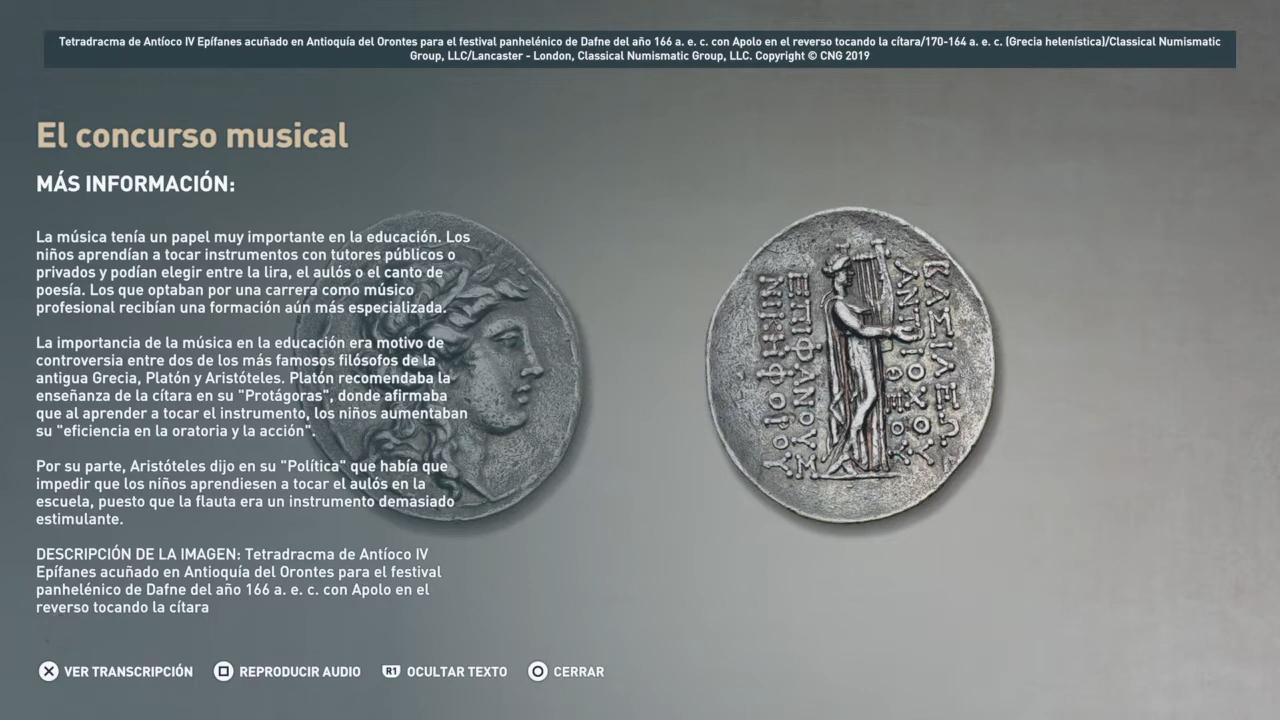 Tetradracma de Antíoco IV Epífanes acuñado en Antioquía del Orontes para el festival panhelénico de Dafne del año 166 a. e. c. con Apolo en el reverso tocando la cítara/170-164 a. e. c. (Grecia helenística)/Classical Numismatic
Group, LLC/Lancaster - London, Classical Numismatic Group, LLC. Copyright © CNG 2019
El concurso musical
MÁS INFORMACIÓN:
La música tenía un papel muy importante en la educación. Los
niños aprendían a tocar instrumentos con tutores públicos o
privados y podían elegir entre la lira, el aulós o el canto de
poesía. Los que optaban por una carrera como músico
profesional recibían una formación aún más especializada.
La importancia de la música en la educación era motivo de
controversia entre dos de los más famosos filósofos de la
antigua Grecia, Platón y Aristóteles. Platón recomendaba la
enseñanza de la cítara en su "Protágoras", donde afirmaba
que al aprender a tocar el instrumento, los niños aumentaban
su "eficiencia en la oratoria y la acción".
Por su parte, Aristóteles dijo en su "Política" que había que
impedir que los niños aprendiesen a tocar el aulós en la
escuela, puesto que la flauta era un instrumento demasiado
estimulante.
DESCRIPCIÓN DE LA IMAGEN: Tetradracma de Antíoco IV
Epífanes acuñado en Antioquía del Orontes para el festival
panhelénico de Dafne del año 166 a. e. c. con Apolo en el
reverso tocando la cítara
ΒΑΣΙΛΕΩΣ
ΑΝΤΙΟΧΟΥ
ΘΕΟΥ
ΕΠΙΦΑΝΟΥΣ
ΝΙΚΗΦΟΡΟΥ
VER TRANSCRIPCIÓN REPRODUCIR AUDIO R1 OCULTAR TEXTO CERRAR